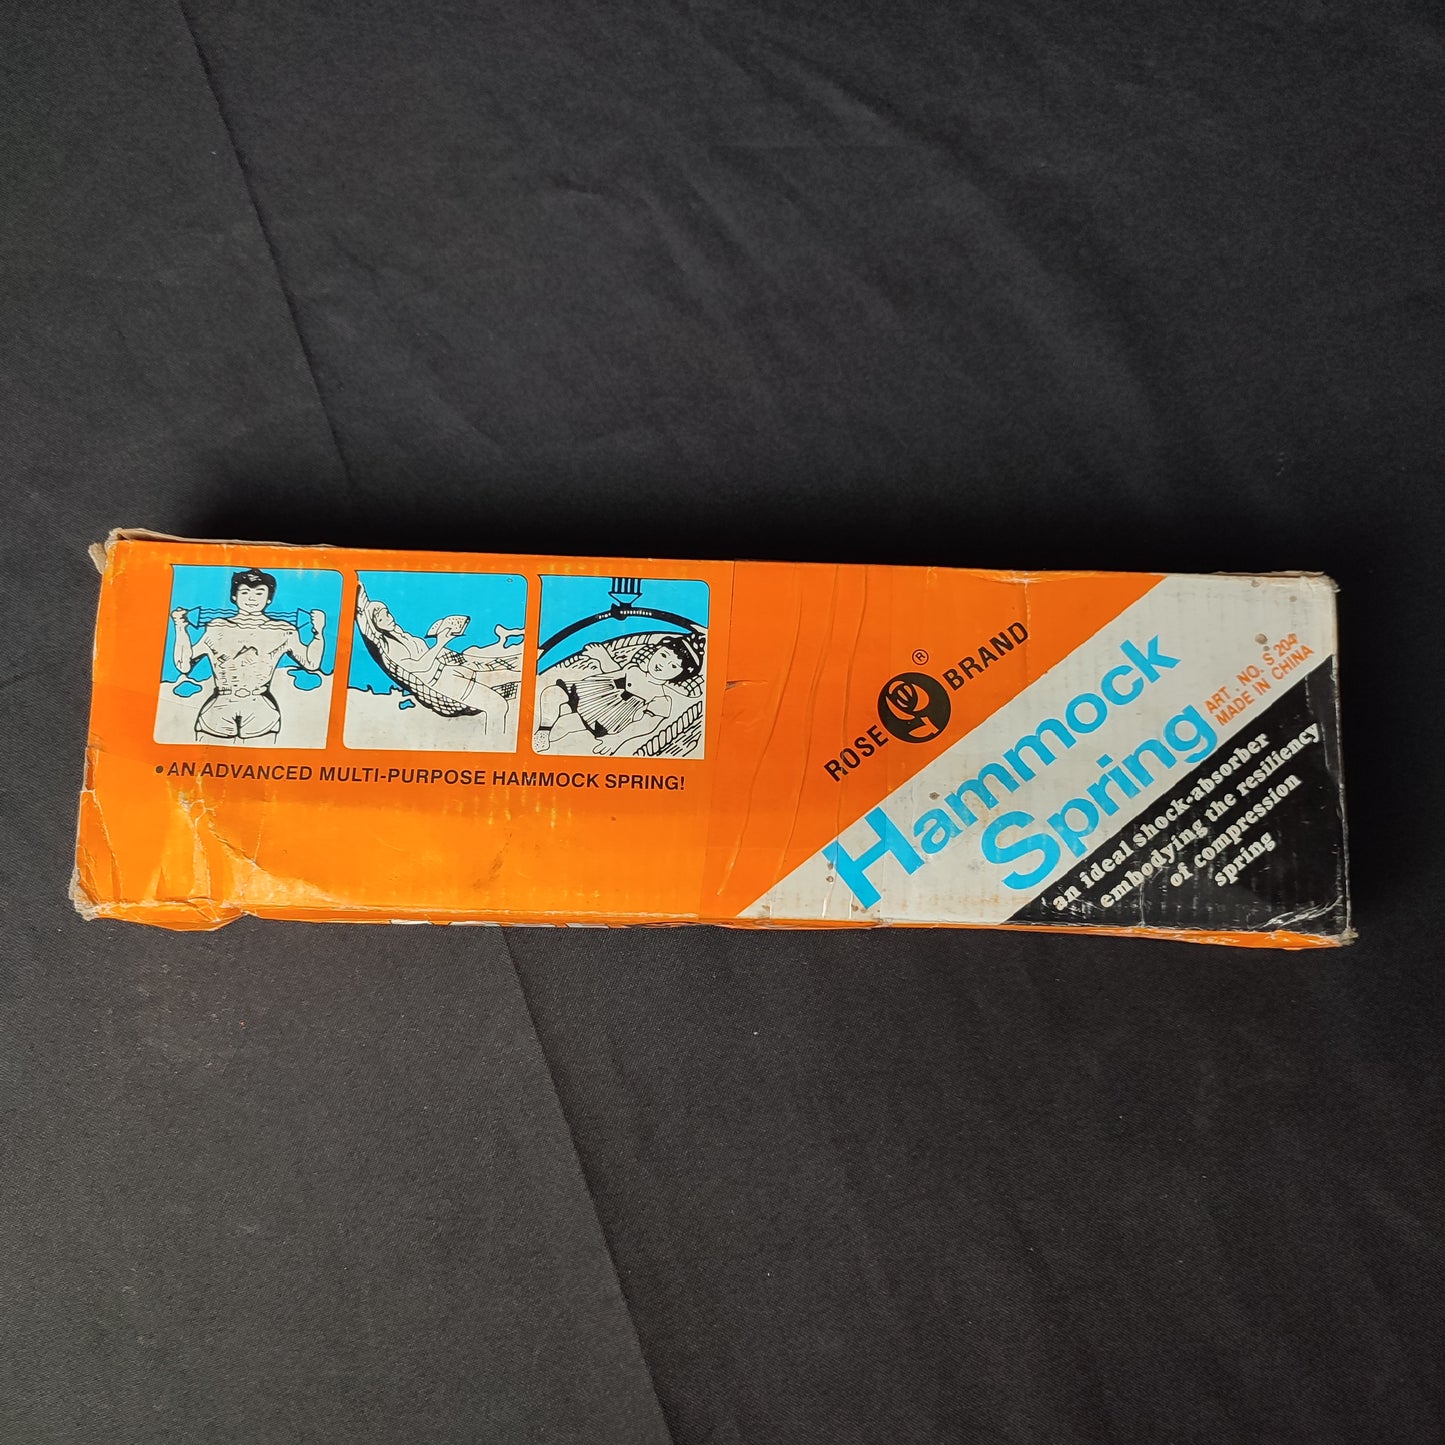 • AN ADVANCED MULTI-PURPOSE HAMMOCK SPRING!
ROSE ® BRAND
Hammock
Spring
ART. NO. S 204
MADE IN CHINA
an ideal shock-absorber
embodying the resiliency
of compression
spring